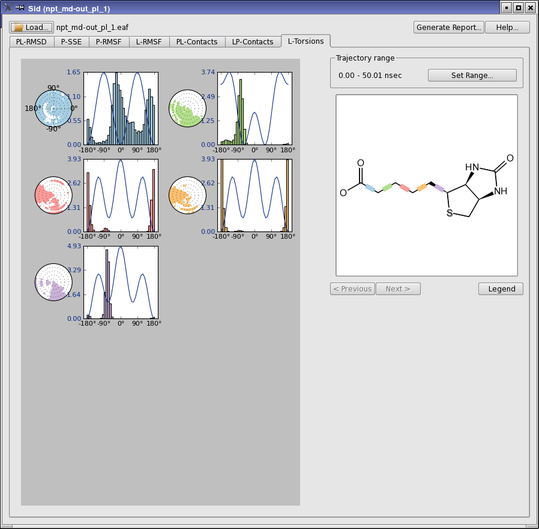 Sid (npt_md-out_pl_1)
Load... npt_md-out_pl_1.eaf Generate Report... Help...
PL-RMSD P-SSE P-RMSF L-RMSF PL-Contacts LP-Contacts L-Torsions
Trajectory range
0.00 - 50.01 nsec Set Range...
90°
180° 0°
-90°
1.65
1.10
0.55
0.00
-180° -90° 0° 90° 180°
3.74
2.49
1.25
0.00
-180° -90° 0° 90° 180°
3.93
2.62
1.31
0.00
-180° -90° 0° 90° 180°
3.93
2.62
1.31
0.00
-180° -90° 0° 90° 180°
4.93
3.29
1.64
0.00
-180° -90° 0° 90° 180°
O
O
HN
O
NH
S
< Previous Next > Legend